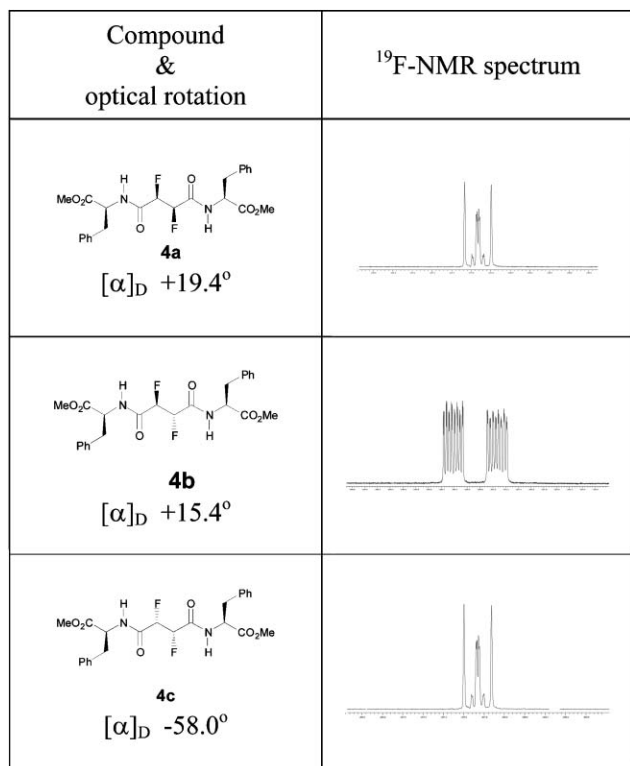 Compound
&
optical rotation
¹⁹F-NMR spectrum
Ph
H
F
O
MeO₂C
N
N
CO₂Me
O
F
H
Ph
4a
[α]D +19.4°
Ph
H
F
O
MeO₂C
N
N
CO₂Me
O
F
H
Ph
4b
[α]D +15.4°
Ph
H
F
O
MeO₂C
N
N
CO₂Me
O
F
H
Ph
4c
[α]D -58.0°